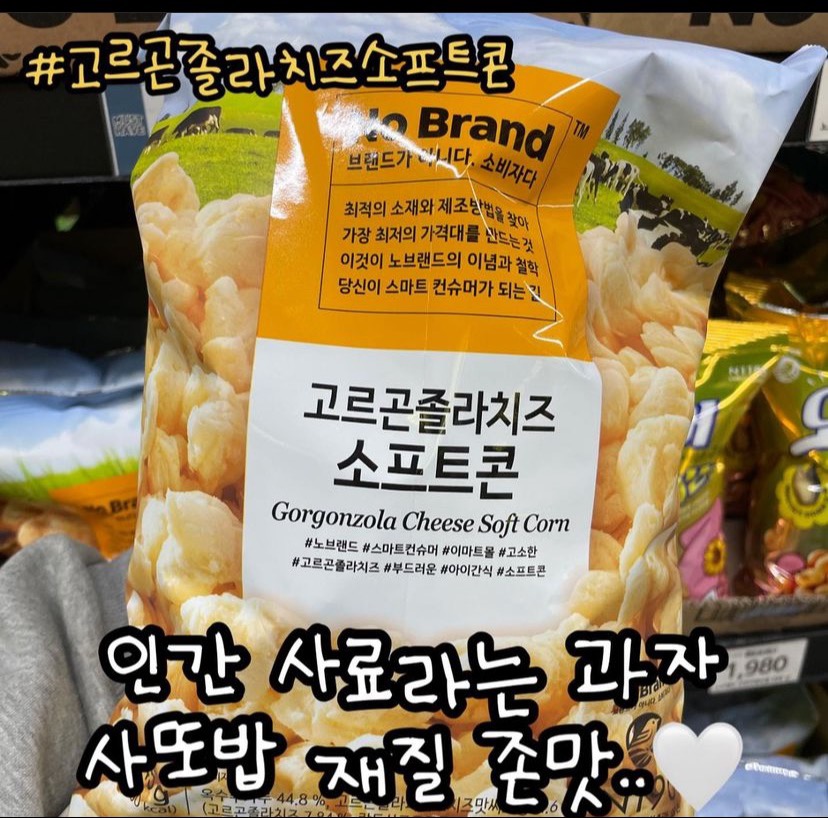 #고르곤졸라치즈소프트콘
No Brand TM
브랜드가 아니다. 소비자다
최적의 소재와 제조방법을 찾아
가장 최저의 가격대를 만드는 것
이것이 노브랜드의 이념과 철학
당신이 스마트 컨슈머가 되는 길
고르곤졸라치즈
소프트콘
Gorgonzola Cheese Soft Corn
#노브랜드 #스마트컨슈머 #이마트몰 #고소한
#고르곤졸라치즈 #부드러운 #아이간식 #소프트콘
1,980
인간 사료라는 과자
사또밥 재질 존맛..
kcal)
44.8 %,